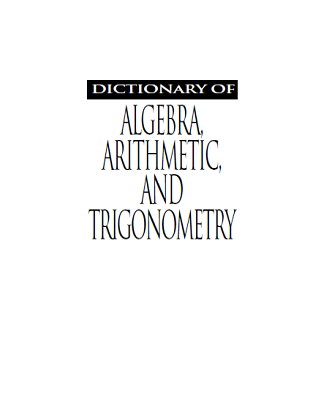 DICTIONARY OF
ALGEBRA,
ARITHMETIC,
AND
TRIGONOMETRY